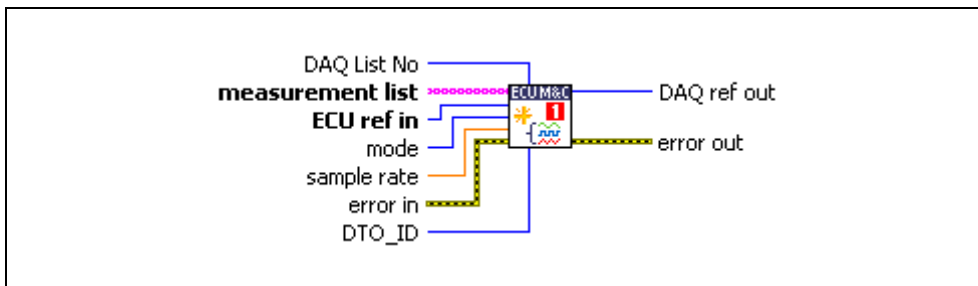 DAQ List No
measurement list
ECU ref in
mode
sample rate
error in
DTO_ID
ECU M&C
1
DAQ ref out
error out